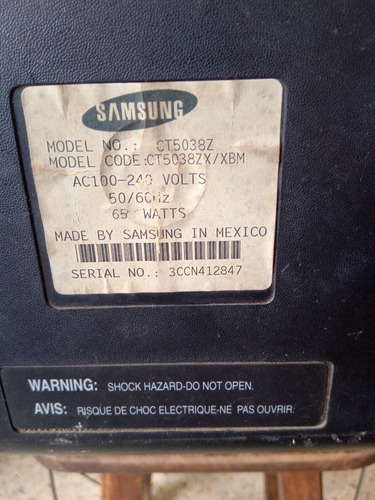 SAMSUNG
MODEL NO.: CT5038Z
MODEL CODE:CT5038ZX/XBM
AC100-240 VOLTS
50/60Hz
65 WATTS
MADE BY SAMSUNG IN MEXICO
SERIAL NO.: 3CCN412847
WARNING: SHOCK HAZARD-DO NOT OPEN.
AVIS: RISQUE DE CHOC ELECTRIQUE-NE PAS OUVRIR.